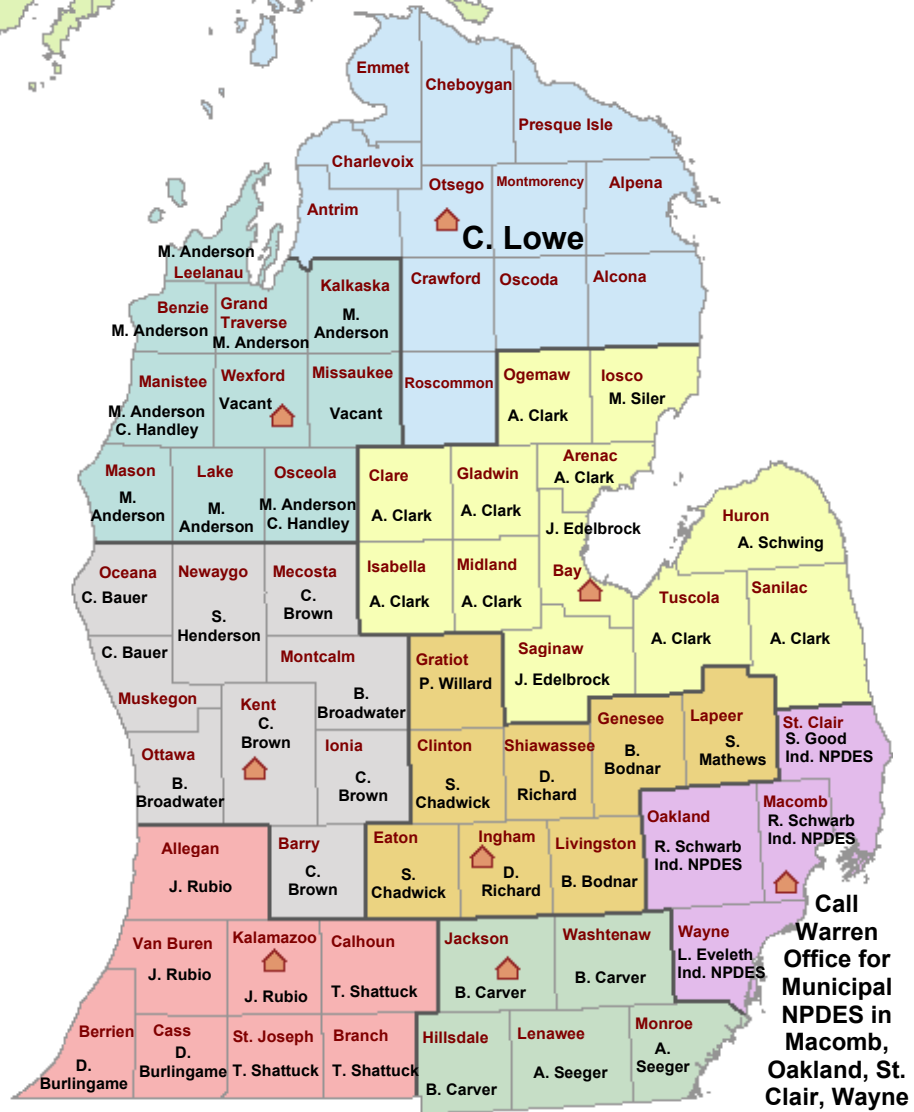 Emmet
Cheboygan
Presque Isle
Charlevoix
Otsego
Montmorency
Alpena
Antrim
C. Lowe
M. Anderson
Leelanau
Crawford
Oscoda
Alcona
Kalkaska
M.
Anderson
Benzie
M. Anderson
Grand
Traverse
M. Anderson
Manistee
M. Anderson
C. Handley
Wexford
Vacant
Missaukee
Vacant
Roscommon
Ogemaw
A. Clark
Iosco
M. Siler
Mason
M.
Anderson
Lake
M.
Anderson
Osceola
M. Anderson
C. Handley
Clare
A. Clark
Gladwin
A. Clark
Arenac
A. Clark
J. Edelbrock
Bay
Huron
A. Schwing
Oceana
C. Bauer
Newaygo
S.
Henderson
Mecosta
C.
Brown
Isabella
A. Clark
Midland
A. Clark
Tuscola
A. Clark
Sanilac
A. Clark
C. Bauer
Muskegon
Montcalm
B.
Broadwater
Gratiot
P. Willard
Saginaw
J. Edelbrock
Kent
C.
Brown
Ottawa
B.
Broadwater
Ionia
C.
Brown
Clinton
S.
Chadwick
Shiawassee
D.
Richard
Genesee
B.
Bodnar
Lapeer
S.
Mathews
St. Clair
S. Good
Ind. NPDES
Allegan
J. Rubio
Barry
C.
Brown
Eaton
S.
Chadwick
Ingham
D.
Richard
Livingston
B. Bodnar
Oakland
R. Schwarb
Ind. NPDES
Macomb
R. Schwarb
Ind. NPDES
Van Buren
J. Rubio
Kalamazoo
J. Rubio
Calhoun
T. Shattuck
Jackson
B. Carver
Washtenaw
B. Carver
Wayne
L. Eveleth
Ind. NPDES
Berrien
D.
Burlingame
Cass
D.
Burlingame
St. Joseph
T. Shattuck
Branch
T. Shattuck
Hillsdale
B. Carver
Lenawee
A. Seeger
Monroe
A.
Seeger
Call
Warren
Office for
Municipal
NPDES in
Macomb,
Oakland, St.
Clair, Wayne